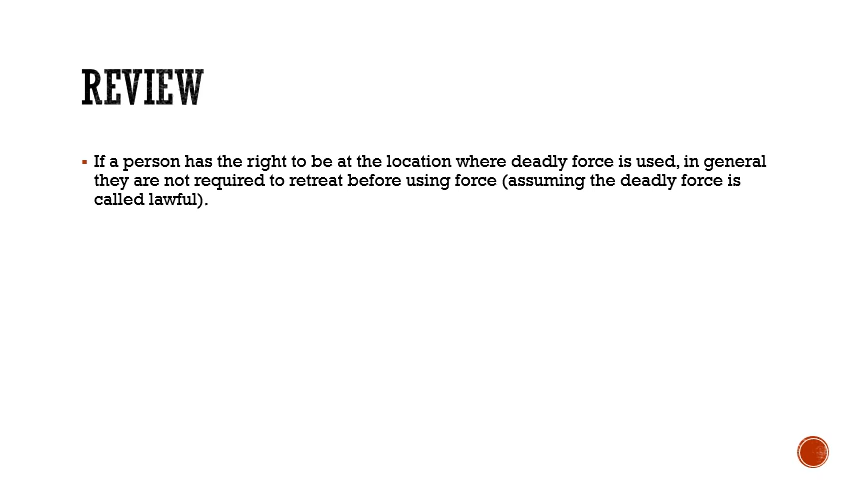 REVIEW
If a person has the right to be at the location where deadly force is used, in general
they are not required to retreat before using force (assuming the deadly force is
called lawful).